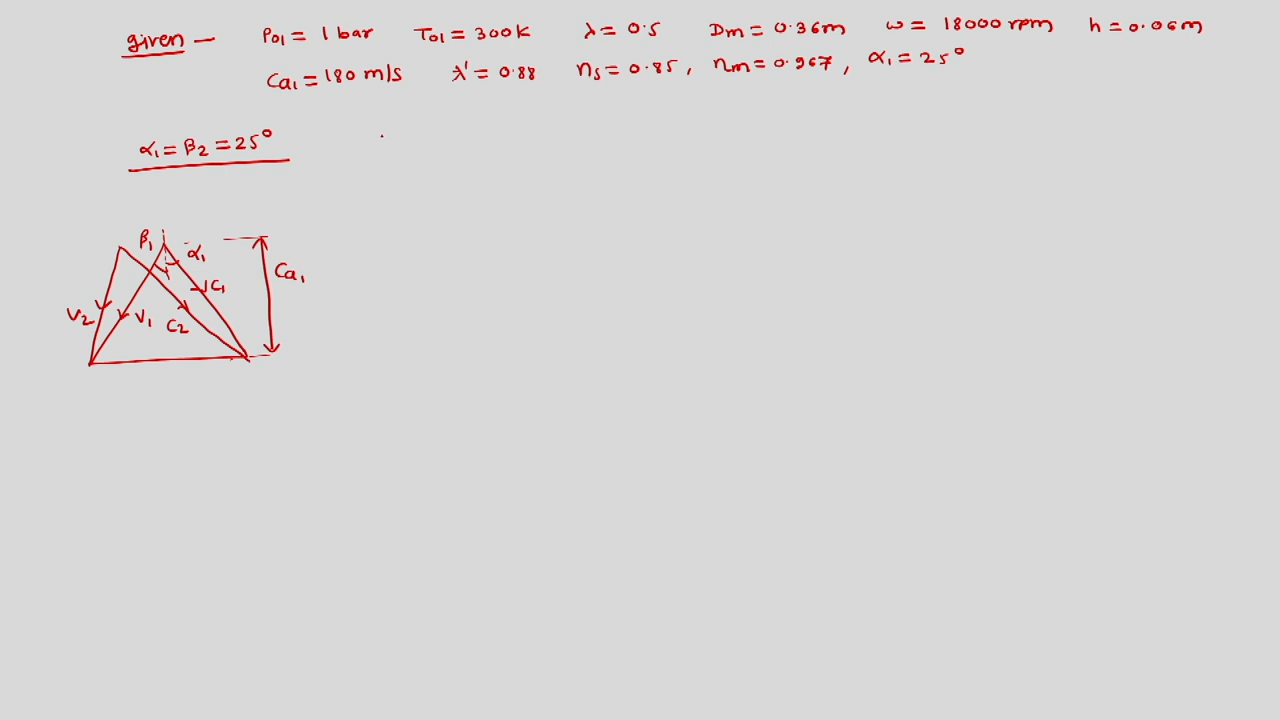 given — P₀₁ = 1 bar T₀₁ = 300k λ = 0.5 Dm = 0.36m ω = 18000 rpm h = 0.06m
Ca₁ = 180 m/s λ' = 0.88 ηs = 0.85, ηm = 0.967, α₁ = 25°
α₁ = β₂ = 25°
β₁ α₁
Ca₁
C₁
V₂ V₁ C₂